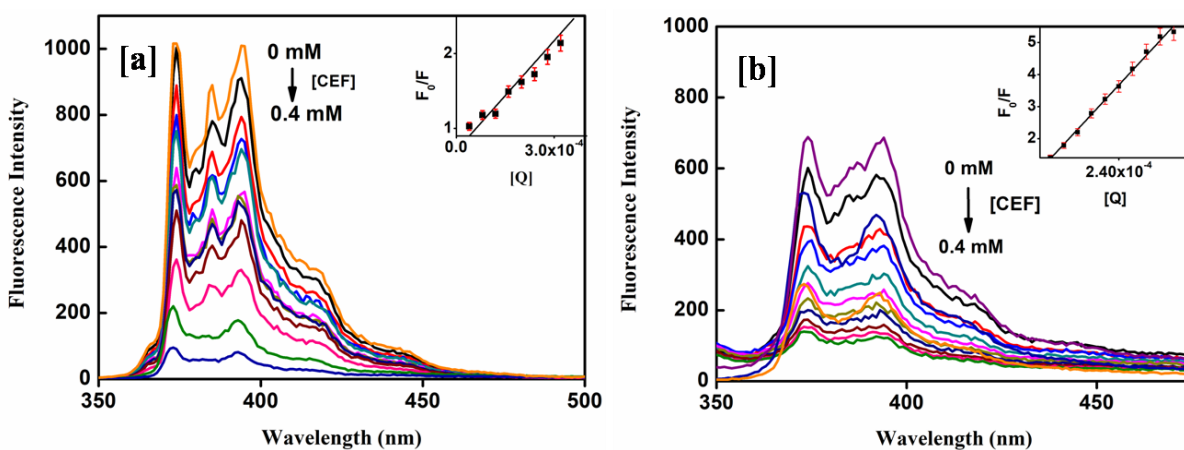 [a]
0 mM
[CEF]
0.4 mM
Fluorescence Intensity
1000
800
600
400
200
0
350
400
450
500
Wavelength (nm)
F₀/F
2
1
0.0
3.0x10⁻⁴
[Q]
[b]
0 mM
[CEF]
0.4 mM
Fluorescence Intensity
1000
800
600
400
200
0
350
400
450
Wavelength (nm)
F₀/F
5
4
3
2
2.40x10⁻⁴
[Q]